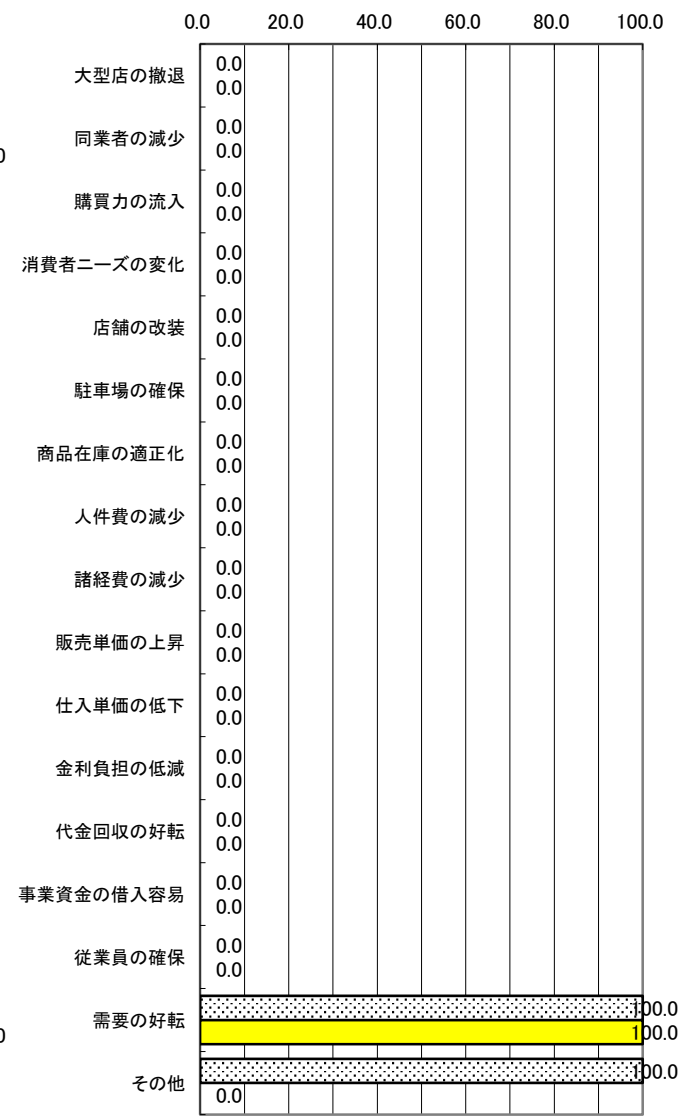 0.0 20.0 40.0 60.0 80.0 100.0
大型店の撤退 0.0
0.0
同業者の減少 0.0
0.0
0
購買力の流入 0.0
0.0
消費者ニーズの変化 0.0
0.0
店舗の改装 0.0
0.0
駐車場の確保 0.0
0.0
商品在庫の適正化 0.0
0.0
人件費の減少 0.0
0.0
諸経費の減少 0.0
0.0
販売単価の上昇 0.0
0.0
仕入単価の低下 0.0
0.0
金利負担の低減 0.0
0.0
代金回収の好転 0.0
0.0
事業資金の借入容易 0.0
0.0
従業員の確保 0.0
0.0
需要の好転 100.0
100.0
0
その他 100.0
0.0